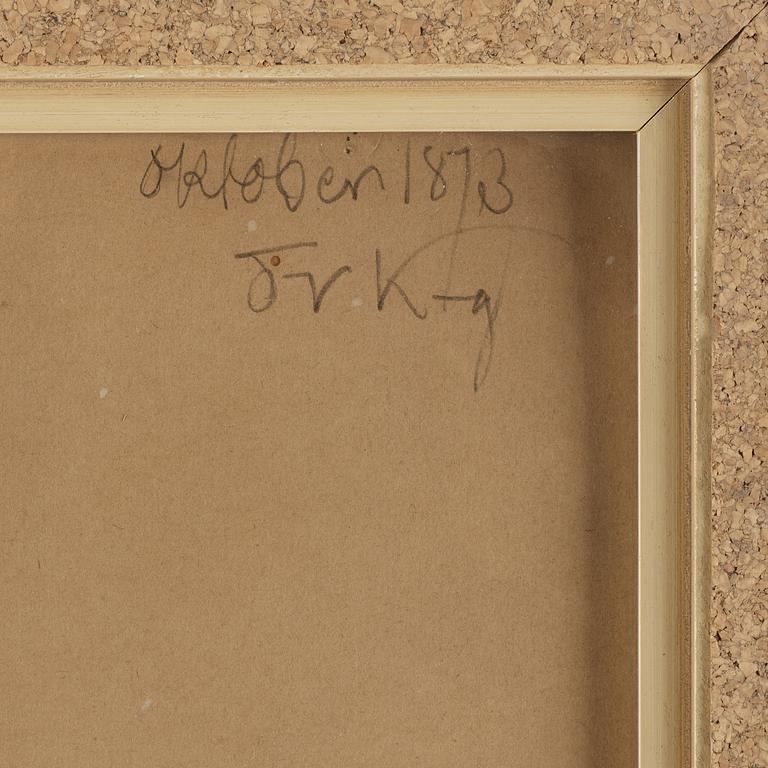 oktober 1873
J v K-g